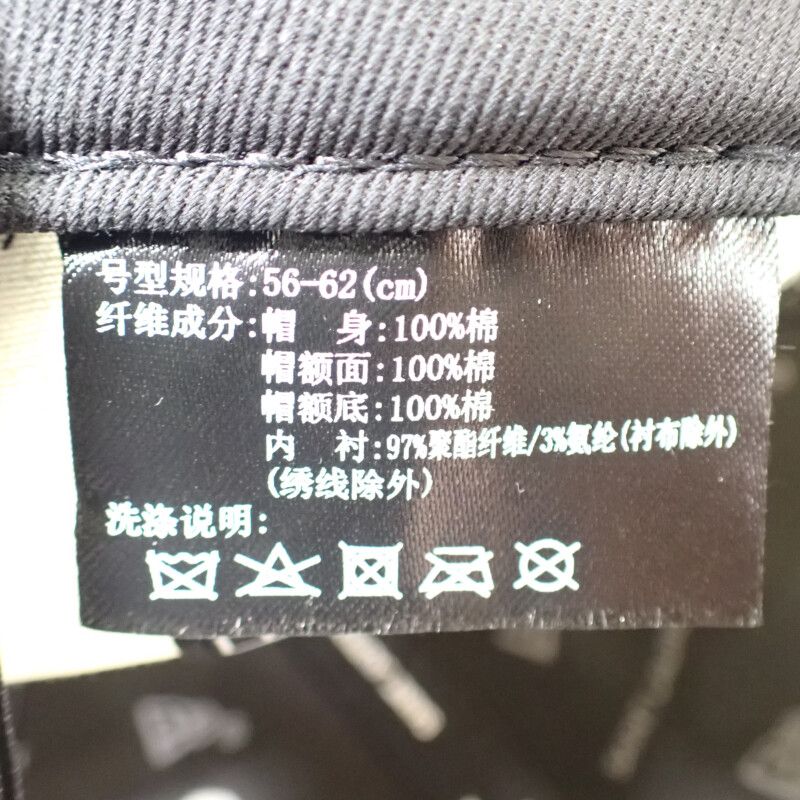 号型规格:56-62(cm)
纤维成分:帽 身:100%棉
帽额面:100%棉
帽额底:100%棉
内 衬:97%聚酯纤维/3%氨纶(衬布除外)
(绣线除外)
洗涤说明: